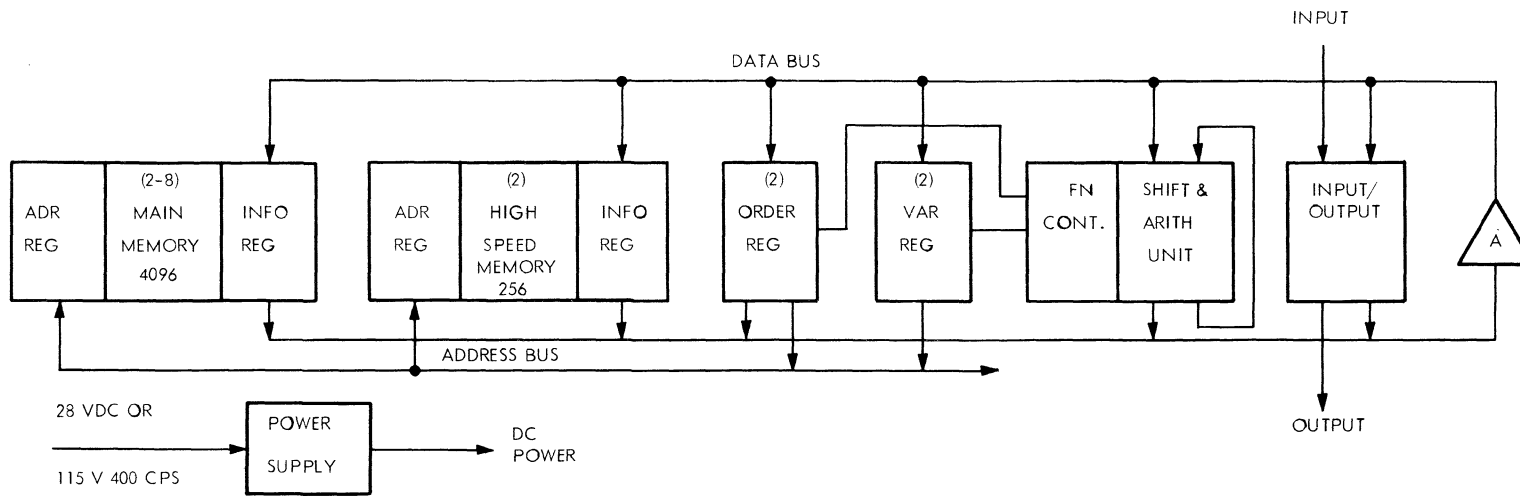 INPUT
DATA BUS
ADR
REG
(2-8)
MAIN
MEMORY
4096
INFO
REG
ADR
REG
(2)
HIGH
SPEED
MEMORY
256
INFO
REG
(2)
ORDER
REG
(2)
VAR
REG
FN
CONT.
SHIFT &
ARITH
UNIT
INPUT/
OUTPUT
A
ADDRESS BUS
28 VDC OR
115 V 400 CPS
POWER
SUPPLY
DC
POWER
OUTPUT